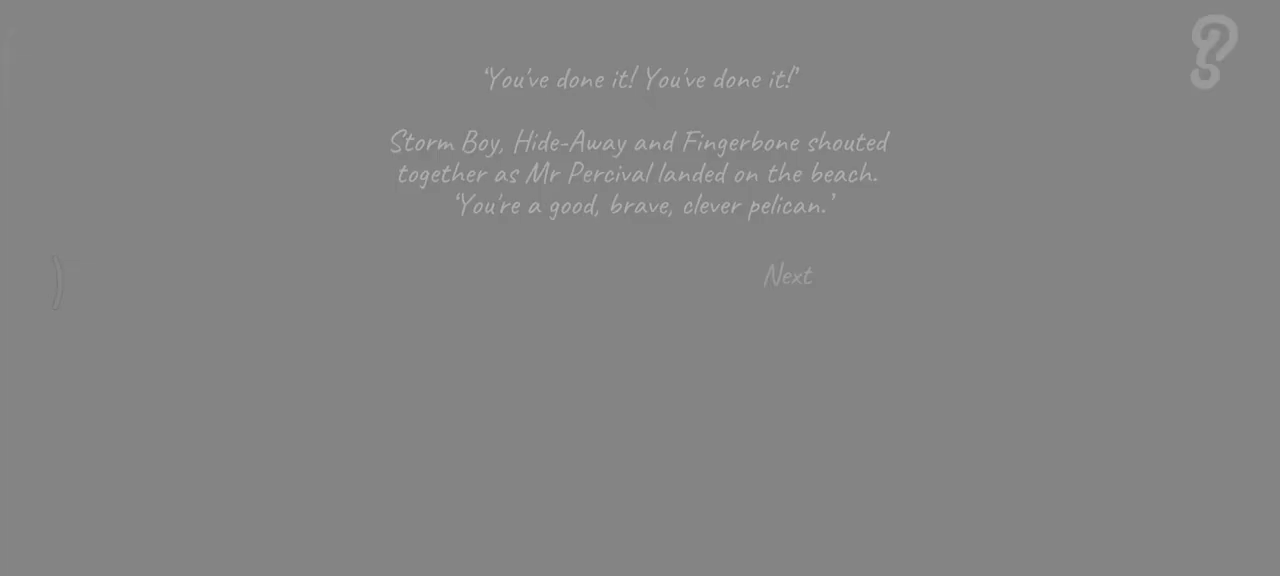 ‘You've done it! You've done it!’
Storm Boy, Hide-Away and Fingerbone shouted
together as Mr Percival landed on the beach.
‘You're a good, brave, clever pelican.’
Next
?